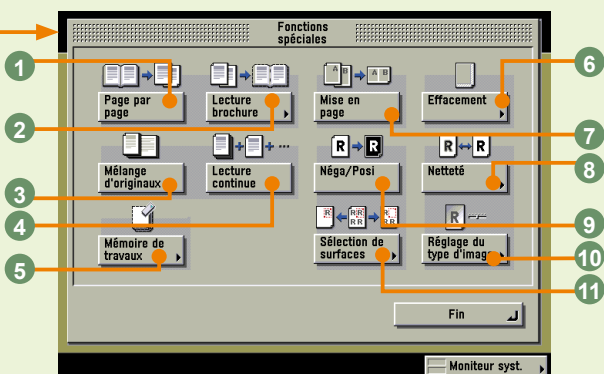 Fonctions
spéciales
1
Page par
page
2
Lecture
brochure
7
Mise en
page
6
Effacement
3
Mélange
d'originaux
4
Lecture
continue
9
Néga/Posi
8
Netteté
5
Mémoire de
travaux
11
Sélection de
surfaces
10
Réglage du
type d'image
Fin
Moniteur syst.
A B
A B
R
R
R
R
R
R R
R R
R R
R R
R